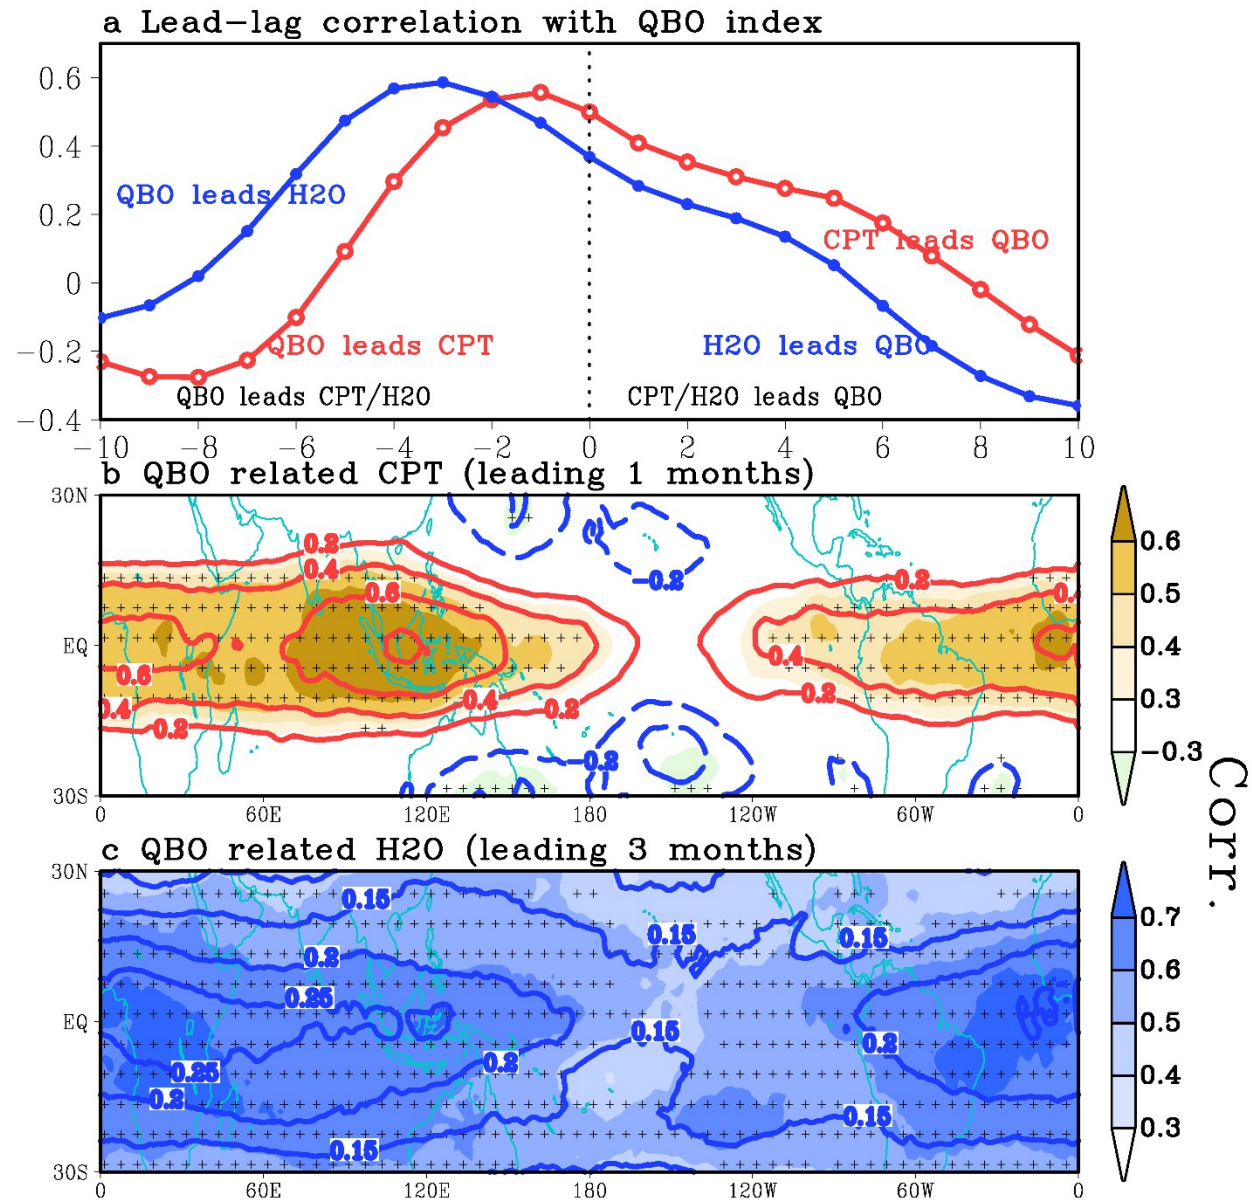 a Lead-lag correlation with QBO index
0.6
0.4
0.2
0
-0.2
-0.4
QBO leads H2O
CPT leads QBO
QBO leads CPT
H2O leads QBO
QBO leads CPT/H2O
CPT/H2O leads QBO
-10 -8 -6 -4 -2 0 2 4 6 8 10
b QBO related CPT (leading 1 months)
30N
EQ
30S
0.2
0.4
0.6
0.2
0.2
0.4
-0.2
0.6
0.4
0.4
0.2
0.4
0.2
0.2
-0.2
0 60E 120E 180 120W 60W 0
0.6
0.5
0.4
0.3
-0.3
Corr.
c QBO related H2O (leading 3 months)
30N
EQ
30S
0.15
0.15
0.15
0.2
0.25
0.15
0.2
0.2
0.25
0.2
0.15
0.15
0 60E 120E 180 120W 60W 0
0.7
0.6
0.5
0.4
0.3